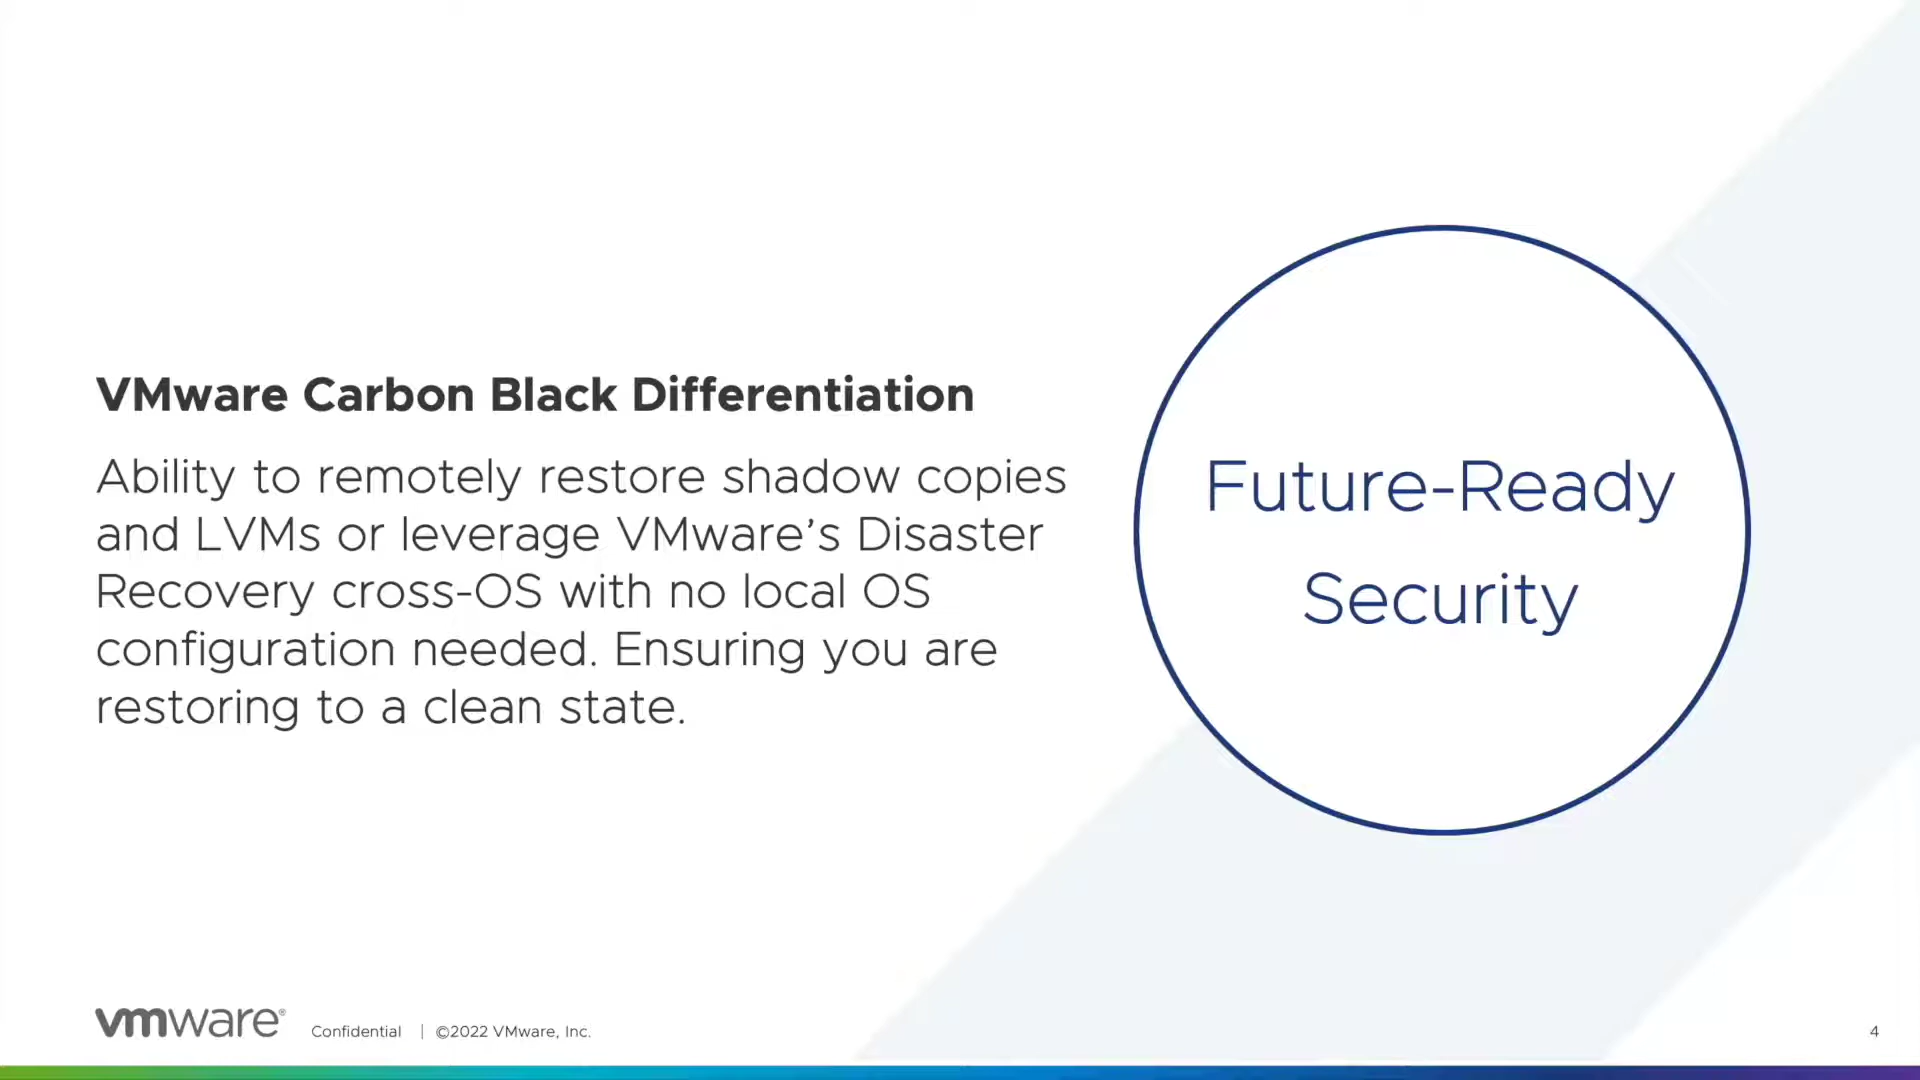 VMware Carbon Black Differentiation
Ability to remotely restore shadow copies
and LVMs or leverage VMware’s Disaster
Recovery cross-OS with no local OS
configuration needed. Ensuring you are
restoring to a clean state.
Future-Ready
Security
vmware®
Confidential | ©2022 VMware, Inc.
4